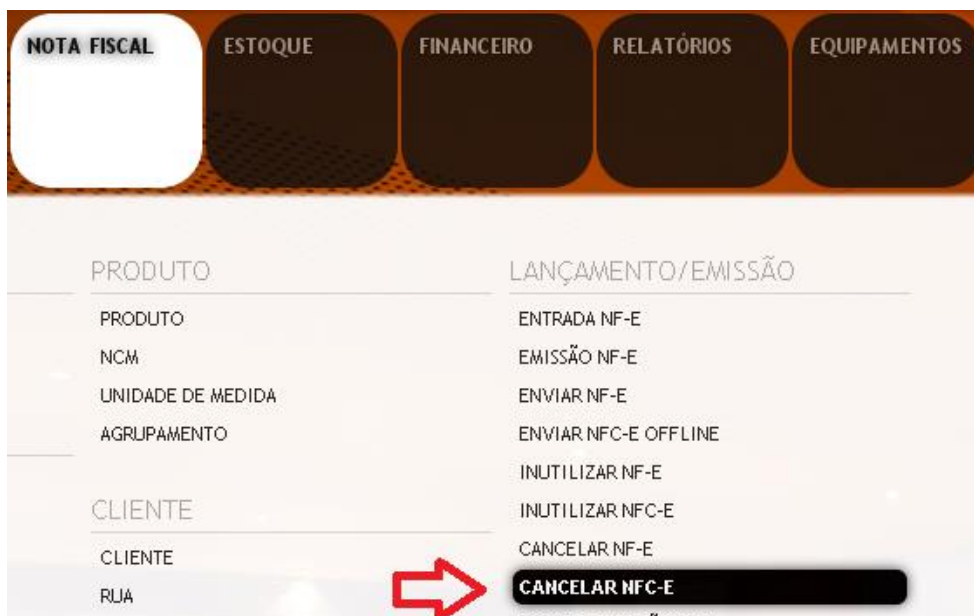 NOTA FISCAL
ESTOQUE
FINANCEIRO
RELATÓRIOS
EQUIPAMENTOS
PRODUTO
PRODUTO
NCM
UNIDADE DE MEDIDA
AGRUPAMENTO
CLIENTE
CLIENTE
RUA
LANÇAMENTO/EMISSÃO
ENTRADA NF-E
EMISSÃO NF-E
ENVIAR NF-E
ENVIAR NFC-E OFFLINE
INUTILIZAR NF-E
INUTILIZAR NFC-E
CANCELAR NF-E
CANCELAR NFC-E